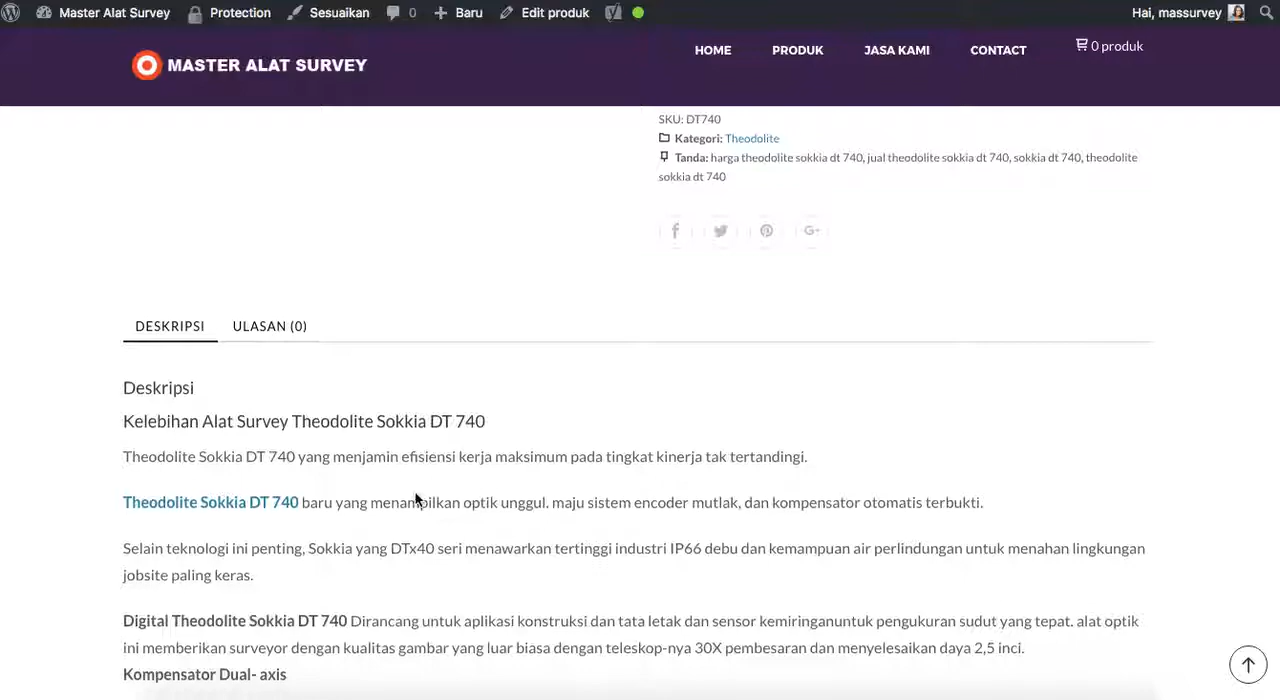 Master Alat Survey Protection Sesuaikan 0 Baru Edit produk Hai, massurvey
MASTER ALAT SURVEY
HOME PRODUK JASA KAMI CONTACT 0 produk
SKU: DT740
Kategori: Theodolite
Tanda: harga theodolite sokkia dt 740, jual theodolite sokkia dt 740, sokkia dt 740, theodolite
sokkia dt 740
DESKRIPSI ULASAN (0)
Deskripsi
Kelebihan Alat Survey Theodolite Sokkia DT 740
Theodolite Sokkia DT 740 yang menjamin efisiensi kerja maksimum pada tingkat kinerja tak tertandingi.
Theodolite Sokkia DT 740 baru yang menampilkan optik unggul. maju sistem encoder mutlak, dan kompensator otomatis terbukti.
Selain teknologi ini penting, Sokkia yang DTx40 seri menawarkan tertinggi industri IP66 debu dan kemampuan air perlindungan untuk menahan lingkungan
jobsite paling keras.
Digital Theodolite Sokkia DT 740 Dirancang untuk aplikasi konstruksi dan tata letak dan sensor kemiringanuntuk pengukuran sudut yang tepat. alat optik
ini memberikan surveyor dengan kualitas gambar yang luar biasa dengan teleskop-nya 30X pembesaran dan menyelesaikan daya 2,5 inci.
Kompensator Dual- axis